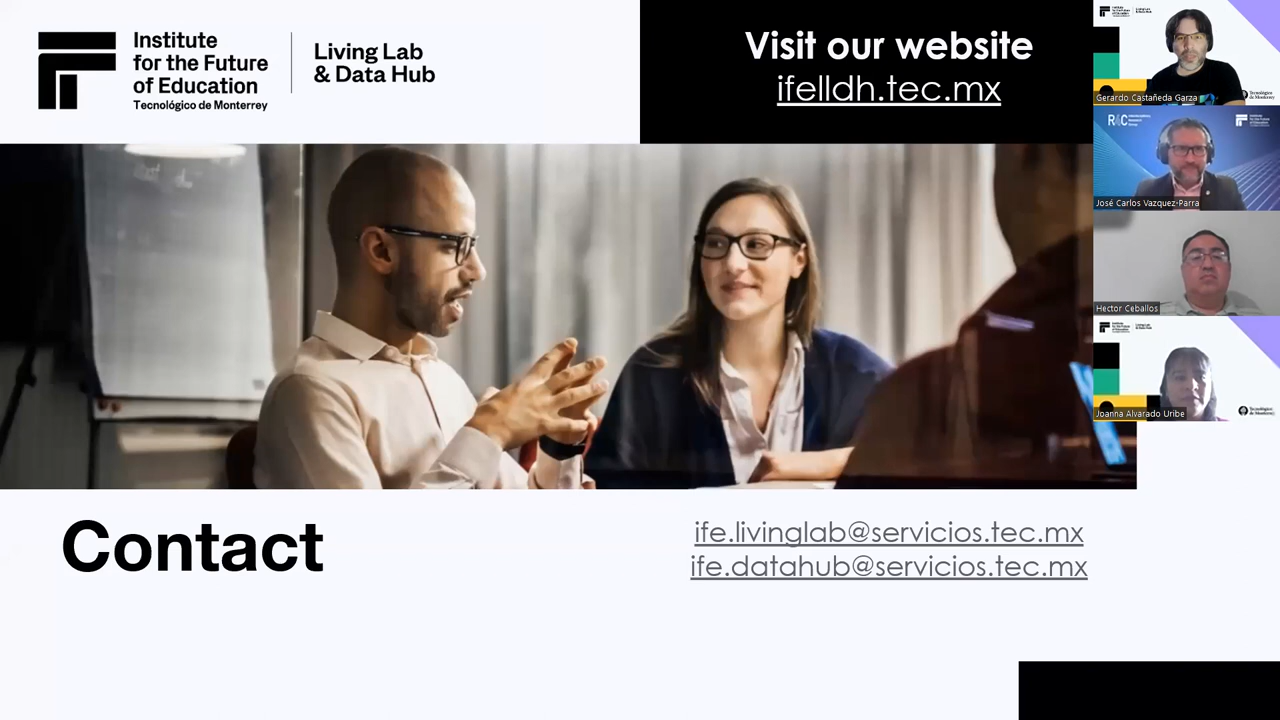 Institute
for the Future
of Education
Tecnológico de Monterrey
Living Lab
& Data Hub
Visit our website
ifelldh.tec.mx
Gerardo Castañeda Garza
José Carlos Vazquez-Parra
Hector Ceballos
Joanna Alvarado Uribe
Contact
ife.livinglab@servicios.tec.mx
ife.datahub@servicios.tec.mx